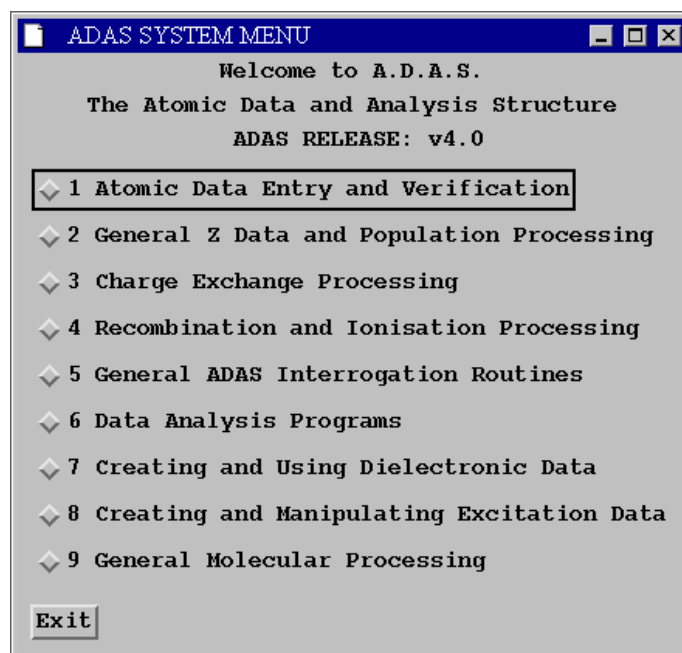 ADAS SYSTEM MENU
Welcome to A.D.A.S.
The Atomic Data and Analysis Structure
ADAS RELEASE: v4.0
1 Atomic Data Entry and Verification
2 General Z Data and Population Processing
3 Charge Exchange Processing
4 Recombination and Ionisation Processing
5 General ADAS Interrogation Routines
6 Data Analysis Programs
7 Creating and Using Dielectronic Data
8 Creating and Manipulating Excitation Data
9 General Molecular Processing
Exit